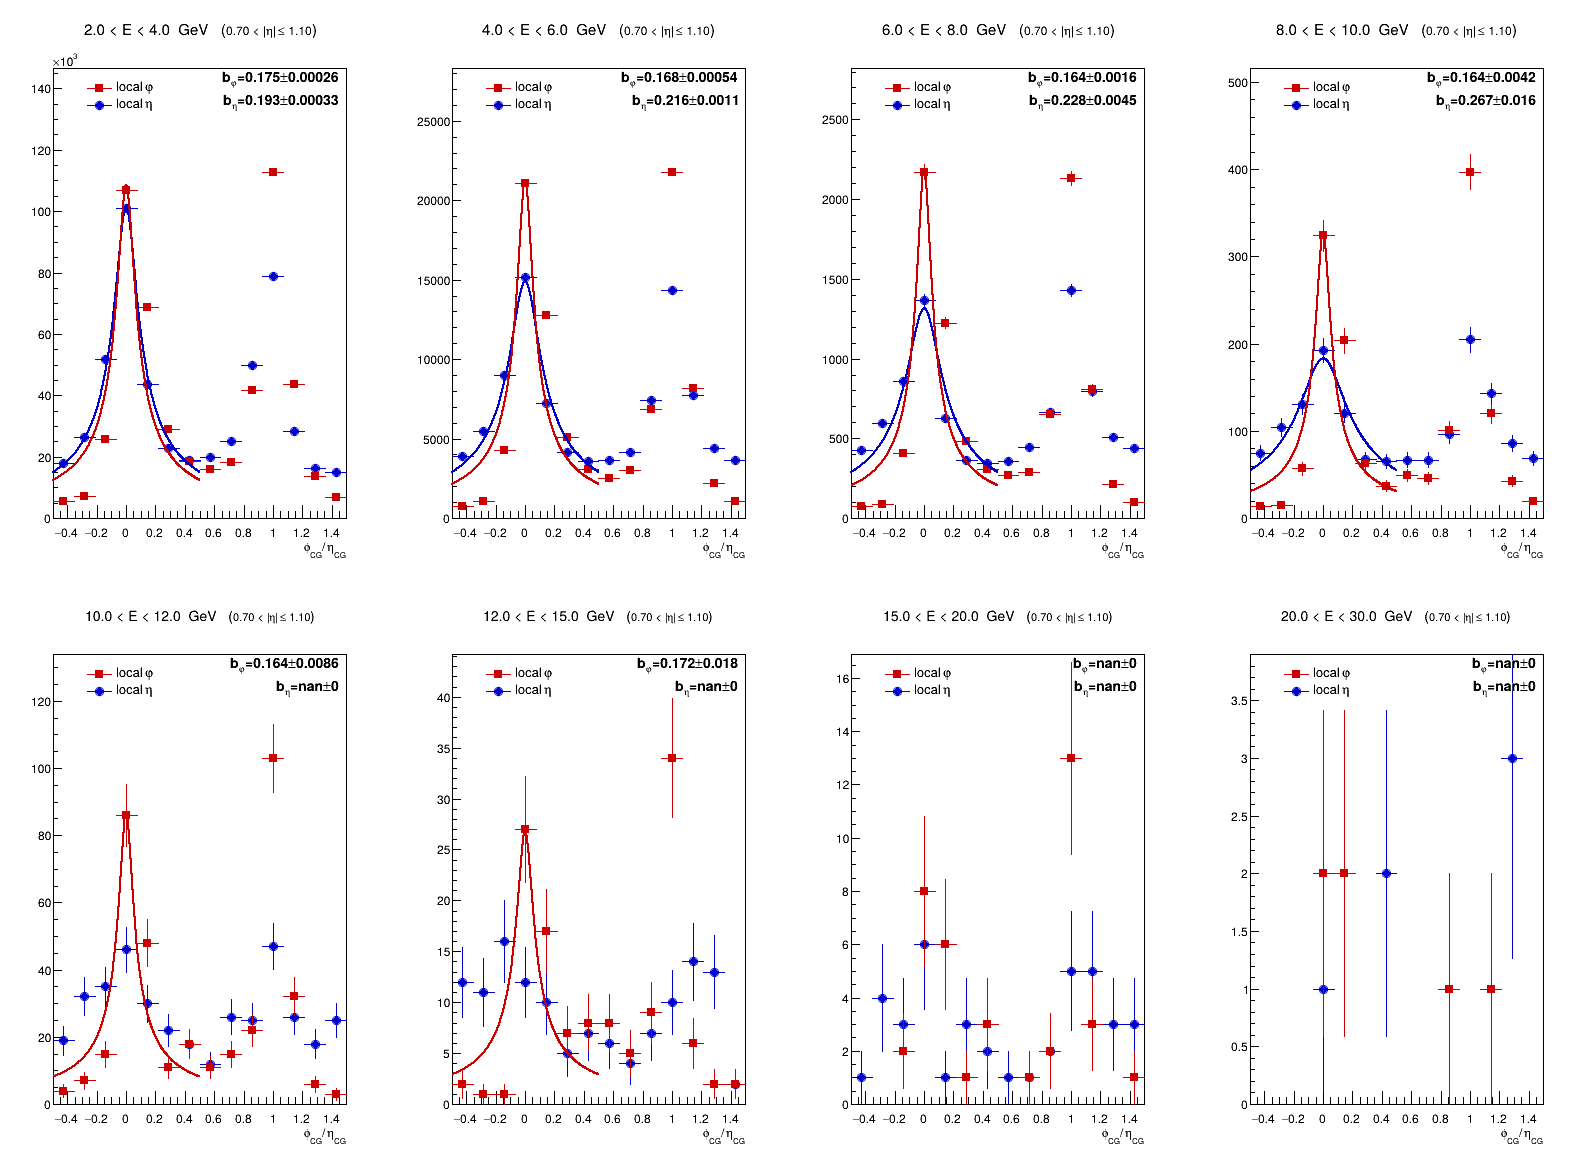 2.0 < E < 4.0 GeV (0.70 < |η| ≤ 1.10)
×10³
local φ
local η
b_φ=0.175±0.00026
b_η=0.193±0.00033
140
120
100
80
60
40
20
0
−0.4 −0.2 0 0.2 0.4 0.6 0.8 1 1.2 1.4
ϕ_CG/η_CG
4.0 < E < 6.0 GeV (0.70 < |η| ≤ 1.10)
local φ
local η
b_φ=0.168±0.00054
b_η=0.216±0.0011
25000
20000
15000
10000
5000
0
−0.4 −0.2 0 0.2 0.4 0.6 0.8 1 1.2 1.4
ϕ_CG/η_CG
6.0 < E < 8.0 GeV (0.70 < |η| ≤ 1.10)
local φ
local η
b_φ=0.164±0.0016
b_η=0.228±0.0045
2500
2000
1500
1000
500
0
−0.4 −0.2 0 0.2 0.4 0.6 0.8 1 1.2 1.4
ϕ_CG/η_CG
8.0 < E < 10.0 GeV (0.70 < |η| ≤ 1.10)
local φ
local η
b_φ=0.164±0.0042
b_η=0.267±0.016
500
400
300
200
100
0
−0.4 −0.2 0 0.2 0.4 0.6 0.8 1 1.2 1.4
ϕ_CG/η_CG
10.0 < E < 12.0 GeV (0.70 < |η| ≤ 1.10)
local φ
local η
b_φ=0.164±0.0086
b_η=nan±0
120
100
80
60
40
20
0
−0.4 −0.2 0 0.2 0.4 0.6 0.8 1 1.2 1.4
ϕ_CG/η_CG
12.0 < E < 15.0 GeV (0.70 < |η| ≤ 1.10)
local φ
local η
b_φ=0.172±0.018
b_η=nan±0
40
35
30
25
20
15
10
5
0
−0.4 −0.2 0 0.2 0.4 0.6 0.8 1 1.2 1.4
ϕ_CG/η_CG
15.0 < E < 20.0 GeV (0.70 < |η| ≤ 1.10)
local φ
local η
b_φ=nan±0
b_η=nan±0
16
14
12
10
8
6
4
2
0
−0.4 −0.2 0 0.2 0.4 0.6 0.8 1 1.2 1.4
ϕ_CG/η_CG
20.0 < E < 30.0 GeV (0.70 < |η| ≤ 1.10)
local φ
local η
b_φ=nan±0
b_η=nan±0
3.5
3
2.5
2
1.5
1
0.5
0
−0.4 −0.2 0 0.2 0.4 0.6 0.8 1 1.2 1.4
ϕ_CG/η_CG